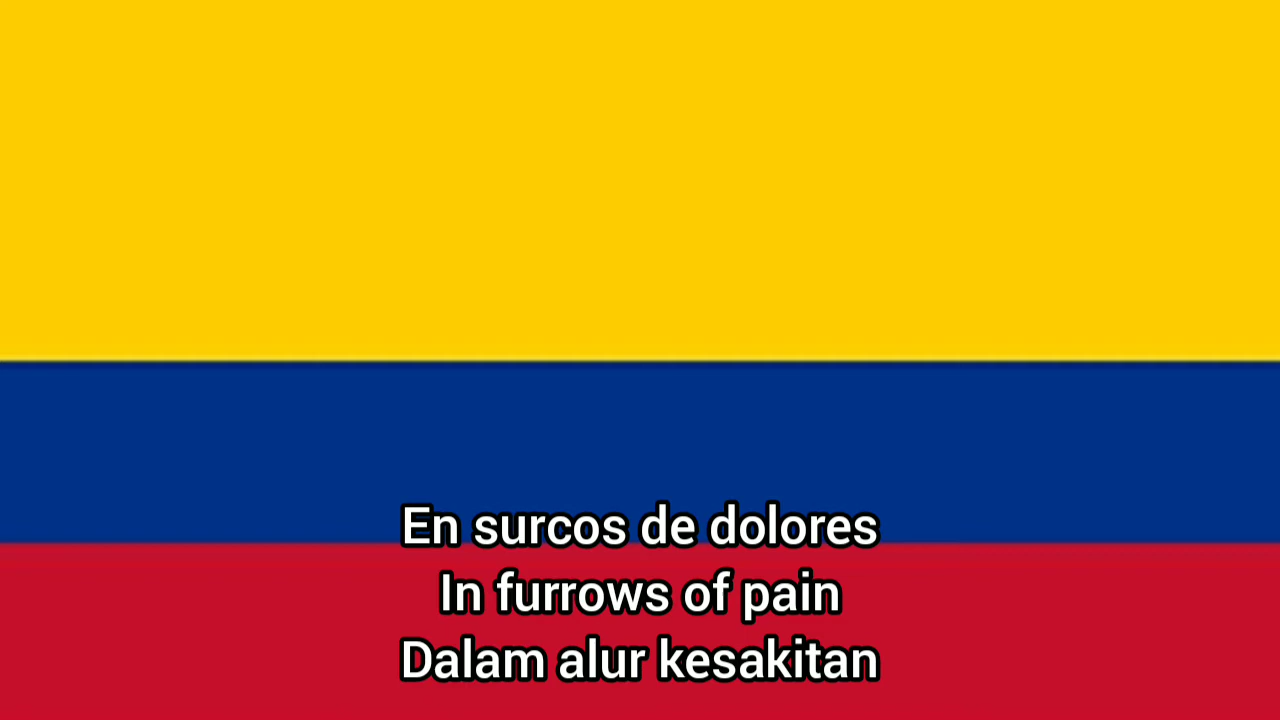 En surcos de dolores
In furrows of pain
Dalam alur kesakitan